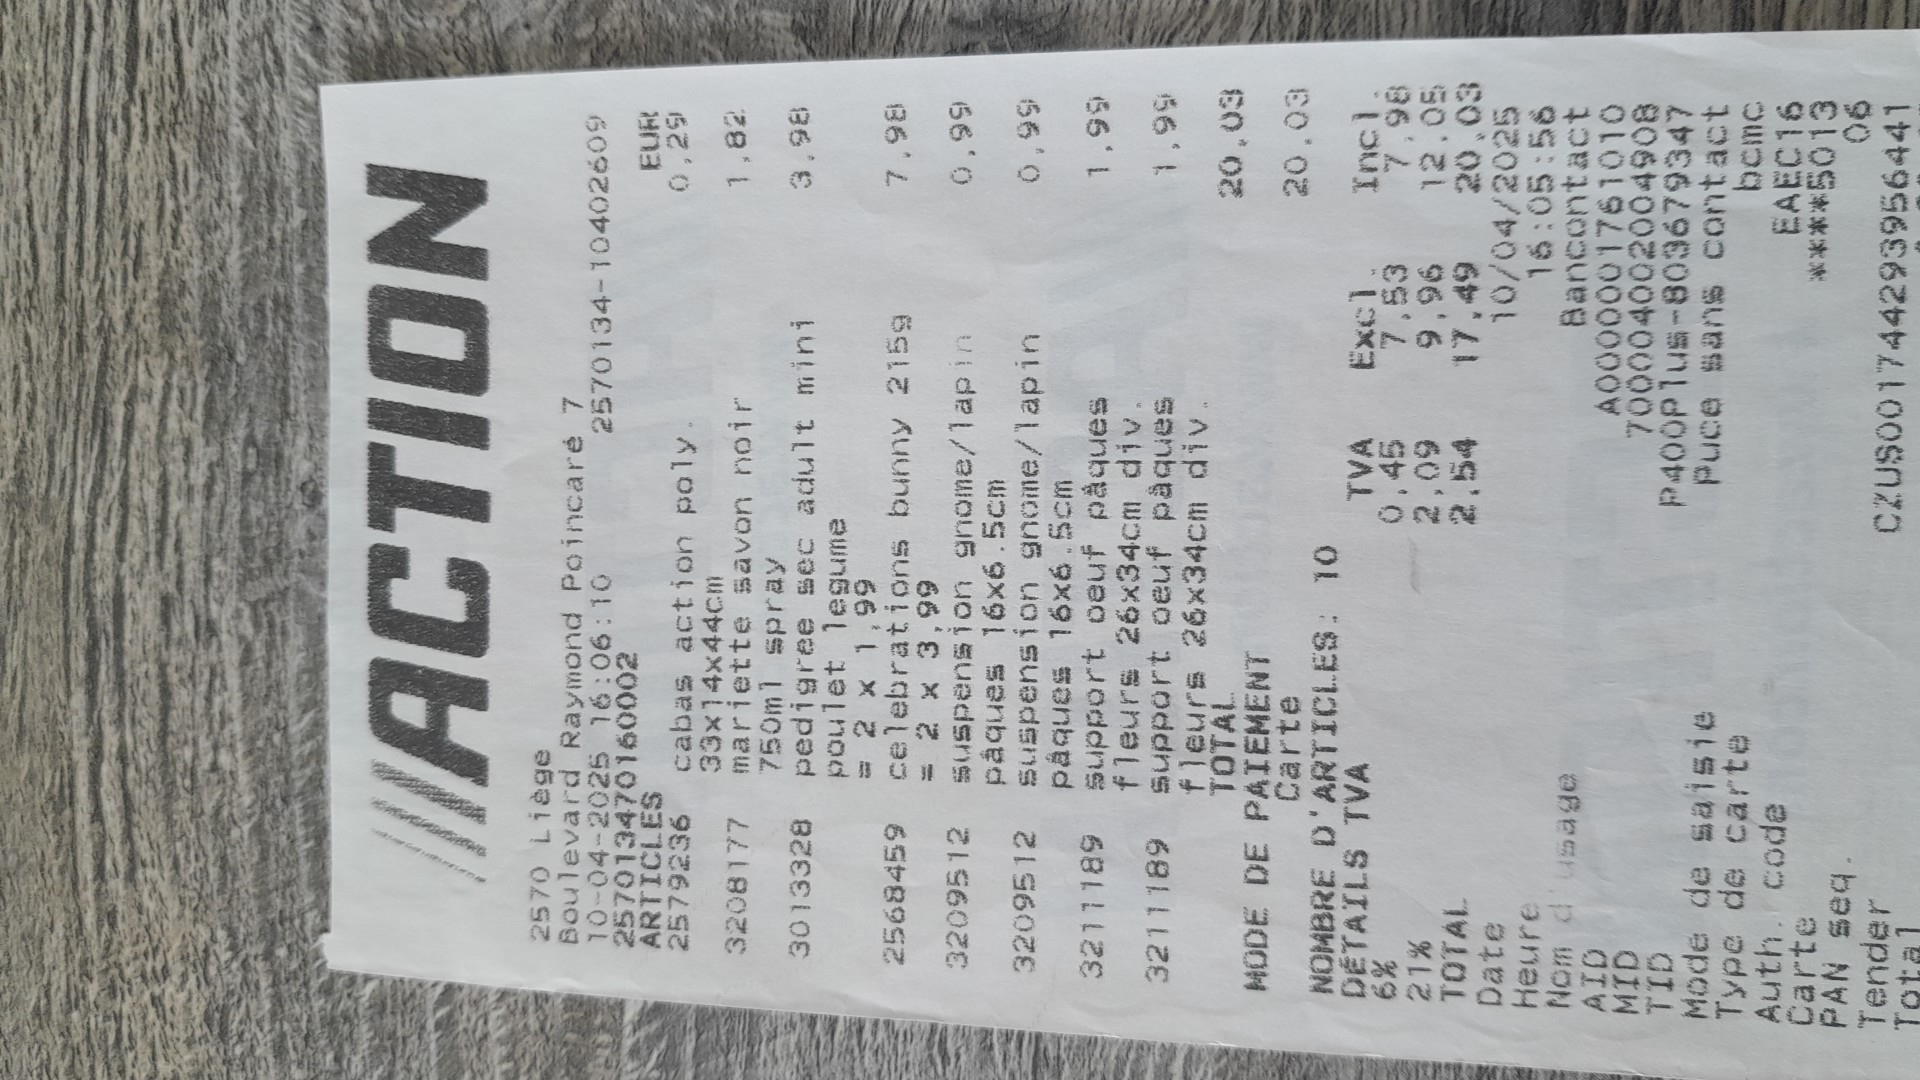 ACTION
2570 Liège
Boulevard Raymond Poincaré 7
10-04-2025 16:06:10 2570134-10402609
257013470160002
ARTICLES EUR
2579236 cabas action poly. 0,29
33x14x44cm
3208177 mariette savon noir 1,82
750ml spray
3013328 pedigree sec adult mini 3,98
poulet legume
= 2 x 1,99
2568459 celebrations bunny 215g 7,98
= 2 x 3,99
3209512 suspension gnome/lapin 0,99
pâques 16x6.5cm
3209512 suspension gnome/lapin 0,99
pâques 16x6.5cm
3211189 support oeuf pâques 1,99
fleurs 26x34cm div.
3211189 support oeuf pâques 1,99
fleurs 26x34cm div.
TOTAL 20,03
MODE DE PAIEMENT
Carte 20.03
NOMBRE D'ARTICLES: 10
DÉTAILS TVA TVA Excl. Incl.
6% 0,45 7,53 7,98
21% 2,09 9,96 12,05
TOTAL 2,54 17,49 20,03
Date 10/04/2025
Heure 16:05:56
Nom d'usage Bancontact
AID A0000001761010
MID 70004002004908
TID P400Plus-803679347
Mode de saisie Puce sans contact
Type de carte bcmc
Auth. code EAEC16
Carte ****5013
PAN seq. 06
Tender CZUS001744293956441
Total